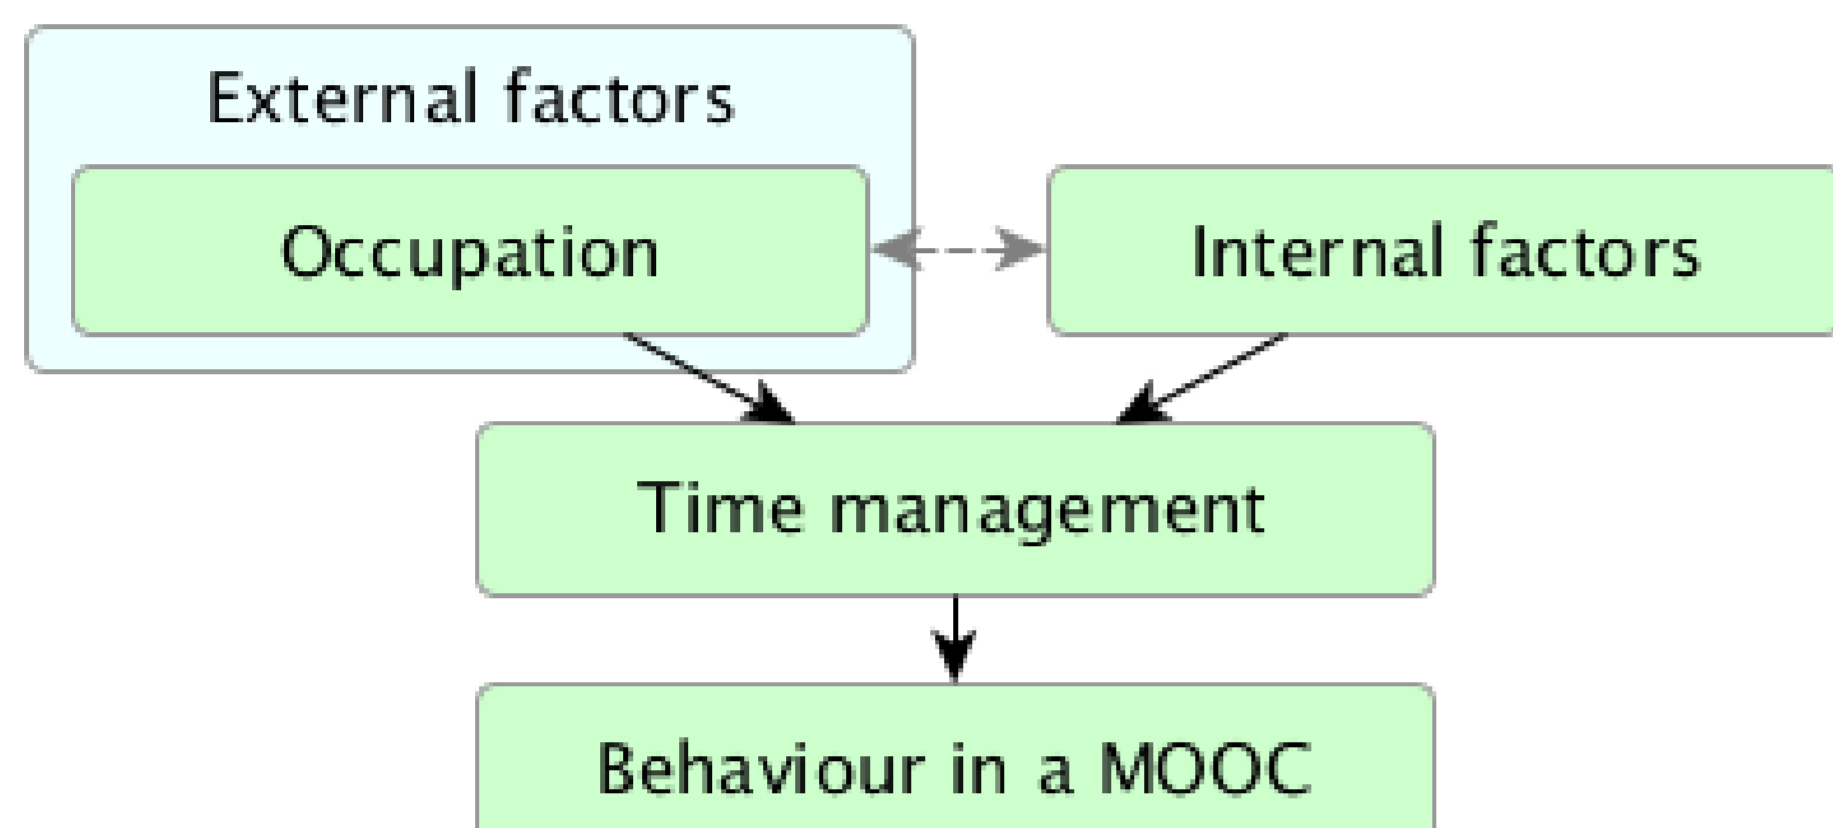 External factors
Occupation
Internal factors
Time management
Behaviour in a MOOC